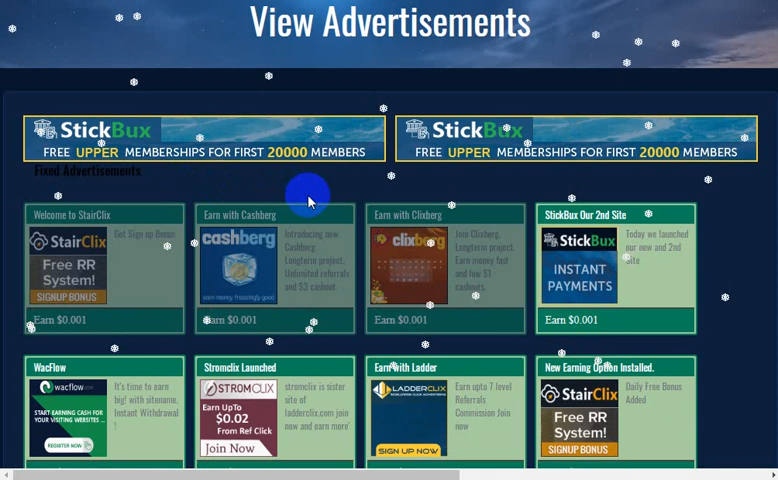 View Advertisements
StickBux
FREE UPPER MEMBERSHIPS FOR FIRST 20000 MEMBERS
StickBux
FREE UPPER MEMBERSHIPS FOR FIRST 20000 MEMBERS
Fixed Advertisements
Welcome to StairClix
StairClix
Free RR
System!
SIGNUP BONUS
Get Sign up Bonus
Earn $0.001
Earn with Cashberg
cashberg
earn money freezingly good
Introducing new
Cashberg.
Longterm project.
Unlimited referrals
and $3 cashout.
Earn $0.001
Earn with Clixberg
clixberg
Join Clixberg.
Longterm project.
Earn money fast
and few $1
cashouts.
Earn $0.001
StickBux Our 2nd Site
StickBux
INSTANT
PAYMENTS
Today we launched
our new and 2nd
site
Earn $0.001
WacFlow
wacflow.com
START EARNING CASH FOR
YOUR VISITING WEBSITES ...
REGISTER NOW
It's time to earn
big! with sitename.
Instant Withdrawal
!
Stromclix Launched
STROMCLIX
Earn UpTo
$0.02
From Ref Click
Join Now
stromclix is sister
site of
ladderclix.com join
now and earn more'
Earn with Ladder
LADDERCLIX
SIGN UP NOW
Earn upto 7 level
Referrals
Commission Join
now
New Earning Option Installed.
StairClix
Free RR
System!
SIGNUP BONUS
Daily Free Bonus
Added